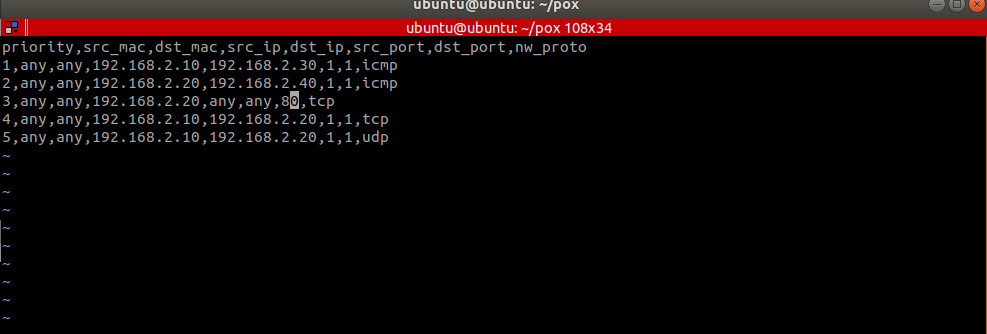 ubuntu@ubuntu: ~/pox
ubuntu@ubuntu: ~/pox 108x34
priority,src_mac,dst_mac,src_ip,dst_ip,src_port,dst_port,nw_proto
1,any,any,192.168.2.10,192.168.2.30,1,1,icmp
2,any,any,192.168.2.20,192.168.2.40,1,1,icmp
3,any,any,192.168.2.20,any,any,80,tcp
4,any,any,192.168.2.10,192.168.2.20,1,1,tcp
5,any,any,192.168.2.10,192.168.2.20,1,1,udp
~
~
~
~
~
~
~
~
~
~